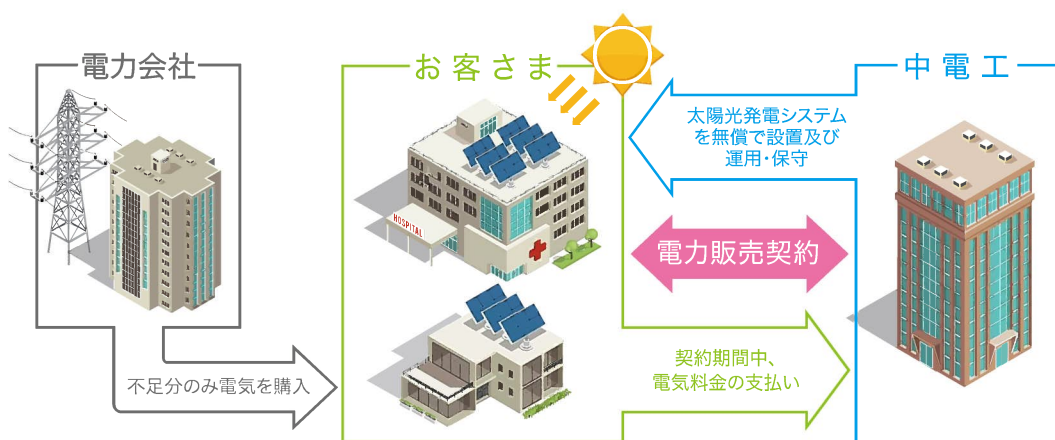 電力会社
お客さま
中電工
太陽光発電システム
を無償で設置及び
運用・保守
HOSPITAL
電力販売契約
契約期間中、
電気料金の支払い
不足分のみ電気を購入